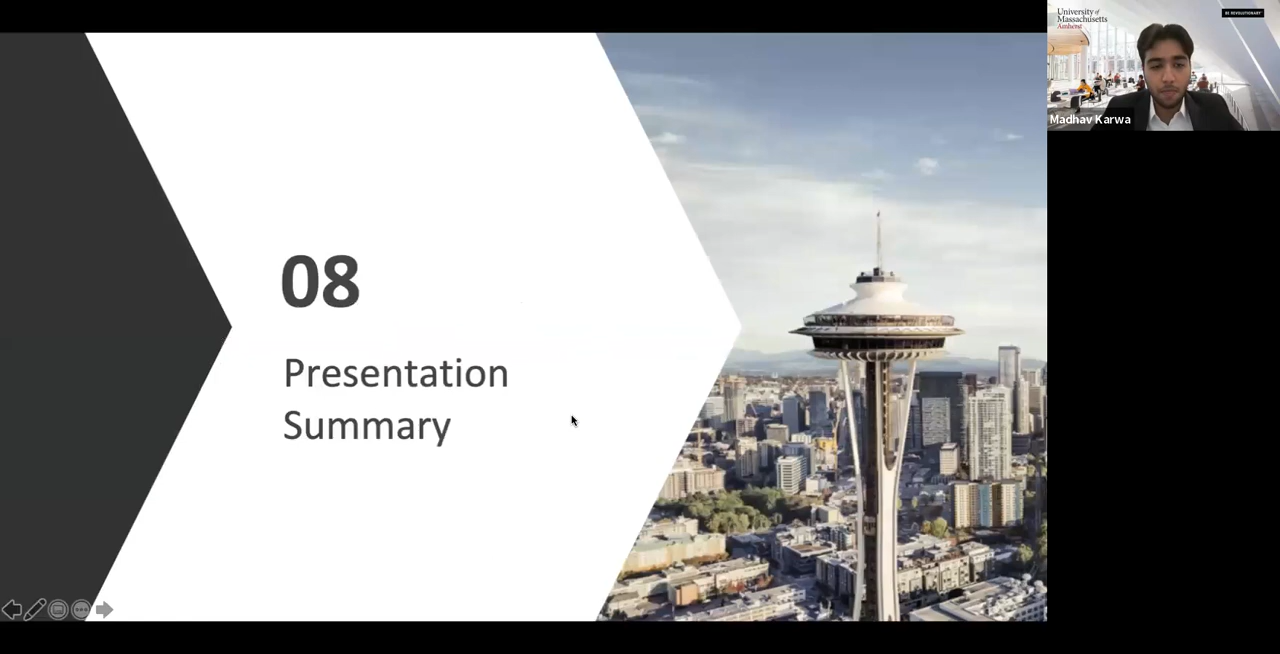 08
Presentation
Summary
University of
Massachusetts
Amherst
BE REVOLUTIONARY
Madhav Karwa